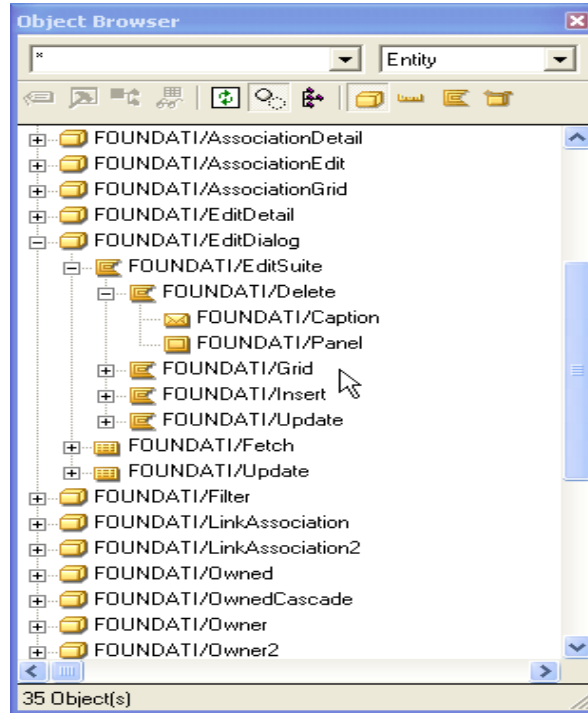 Object Browser
* Entity
FOUNDATI/AssociationDetail
FOUNDATI/AssociationEdit
FOUNDATI/AssociationGrid
FOUNDATI/EditDetail
FOUNDATI/EditDialog
FOUNDATI/EditSuite
FOUNDATI/Delete
FOUNDATI/Caption
FOUNDATI/Panel
FOUNDATI/Grid
FOUNDATI/Insert
FOUNDATI/Update
FOUNDATI/Fetch
FOUNDATI/Update
FOUNDATI/Filter
FOUNDATI/LinkAssociation
FOUNDATI/LinkAssociation2
FOUNDATI/Owned
FOUNDATI/OwnedCascade
FOUNDATI/Owner
FOUNDATI/Owner2
35 Object(s)